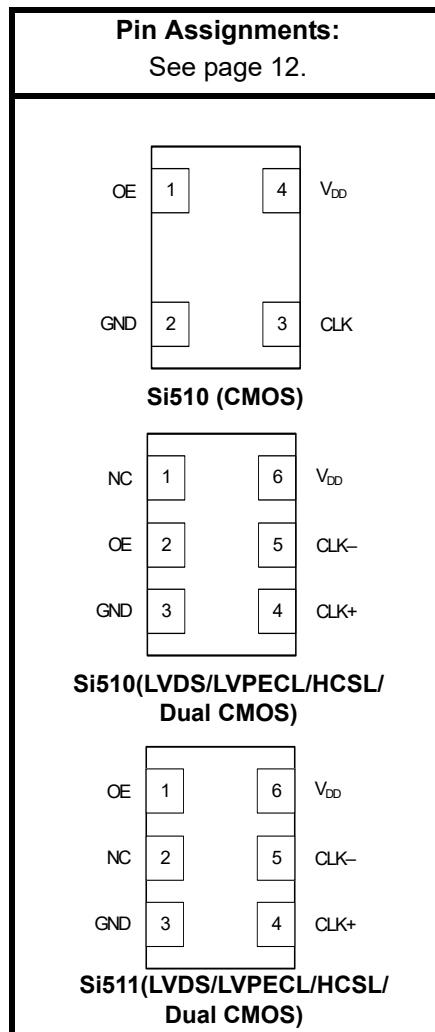 Pin Assignments:
See page 12.
OE 1 4 VDD
GND 2 3 CLK
Si510 (CMOS)
NC 1 6 VDD
OE 2 5 CLK–
GND 3 4 CLK+
Si510(LVDS/LVPECL/HCSL/
Dual CMOS)
OE 1 6 VDD
NC 2 5 CLK–
GND 3 4 CLK+
Si511(LVDS/LVPECL/HCSL/
Dual CMOS)